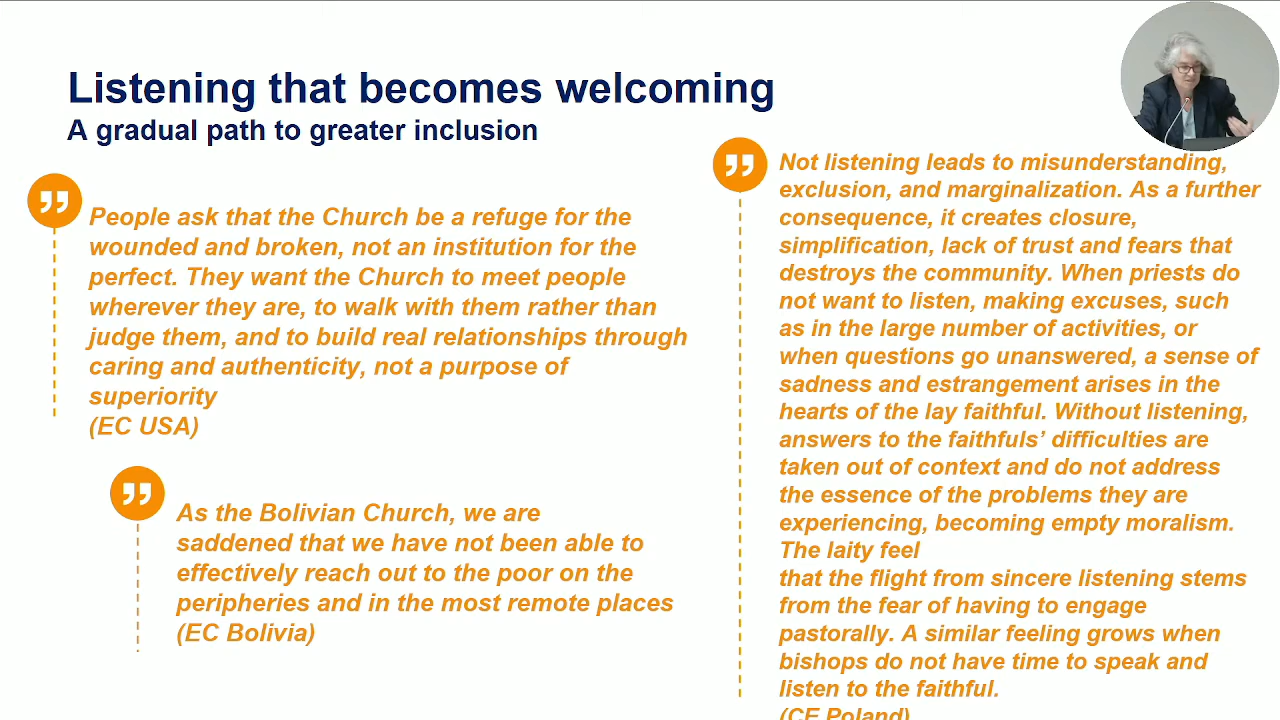 Listening that becomes welcoming
A gradual path to greater inclusion
People ask that the Church be a refuge for the
wounded and broken, not an institution for the
perfect. They want the Church to meet people
wherever they are, to walk with them rather than
judge them, and to build real relationships through
caring and authenticity, not a purpose of
superiority
(EC USA)
As the Bolivian Church, we are
saddened that we have not been able to
effectively reach out to the poor on the
peripheries and in the most remote places
(EC Bolivia)
Not listening leads to misunderstanding,
exclusion, and marginalization. As a further
consequence, it creates closure,
simplification, lack of trust and fears that
destroys the community. When priests do
not want to listen, making excuses, such
as in the large number of activities, or
when questions go unanswered, a sense of
sadness and estrangement arises in the
hearts of the lay faithful. Without listening,
answers to the faithfuls’ difficulties are
taken out of context and do not address
the essence of the problems they are
experiencing, becoming empty moralism.
The laity feel
that the flight from sincere listening stems
from the fear of having to engage
pastorally. A similar feeling grows when
bishops do not have time to speak and
listen to the faithful.
(CE Poland)